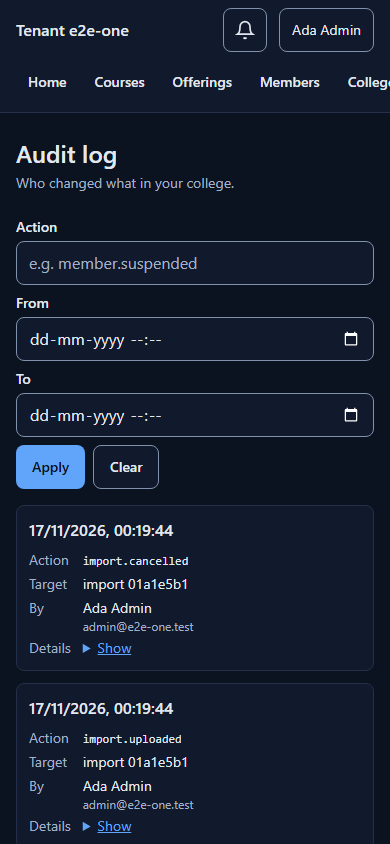 Tenant e2e-one
Ada Admin
Home Courses Offerings Members College
Audit log
Who changed what in your college.
Action
e.g. member.suspended
From
dd-mm-yyyy --:--
To
dd-mm-yyyy --:--
Apply Clear
17/11/2026, 00:19:44
Action import.cancelled
Target import 01a1e5b1
By Ada Admin
admin@e2e-one.test
Details Show
17/11/2026, 00:19:44
Action import.uploaded
Target import 01a1e5b1
By Ada Admin
admin@e2e-one.test
Details Show